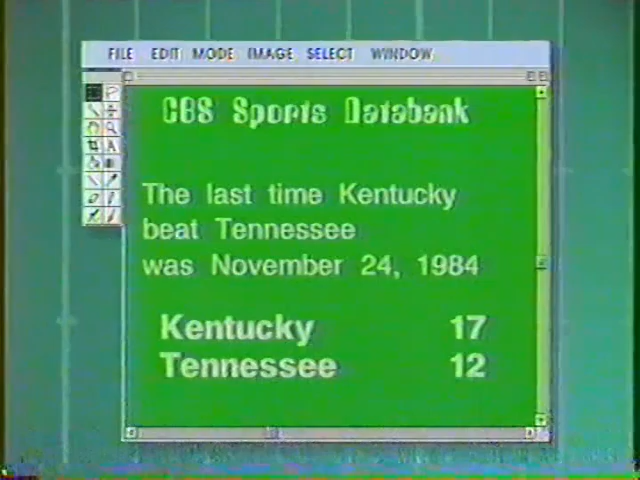 FILE EDIT MODE IMAGE SELECT WINDOW
CBS Sports Databank
The last time Kentucky
beat Tennessee
was November 24, 1984
Kentucky 17
Tennessee 12